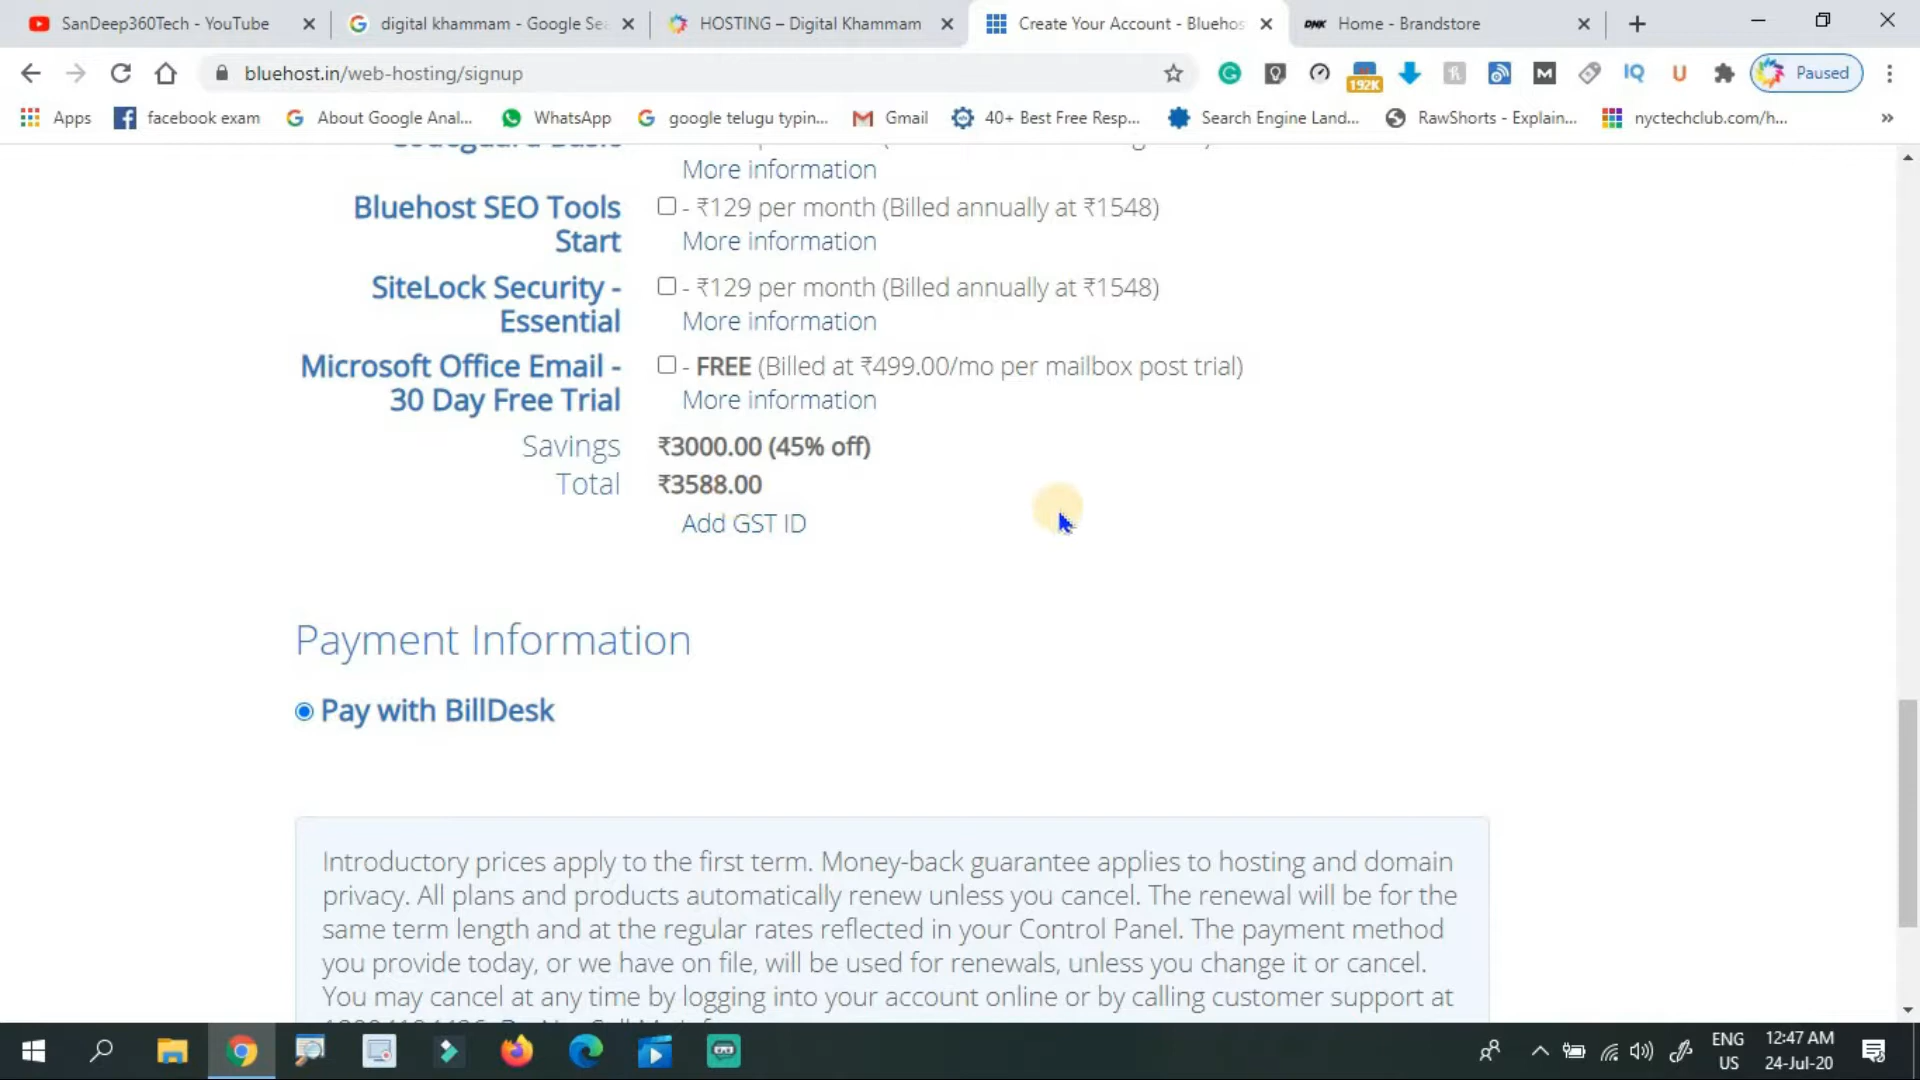 SanDeep360Tech - YouTube
digital khammam - Google Se
HOSTING – Digital Khammam
Create Your Account - Bluehos
DNX Home - Brandstore
bluehost.in/web-hosting/signup
192K
IQ
Paused
Apps
facebook exam
About Google Anal...
WhatsApp
google telugu typin...
Gmail
40+ Best Free Resp...
Search Engine Land...
RawShorts - Explain...
nyctechclub.com/h...
»
More information
Bluehost SEO Tools Start
- ₹129 per month (Billed annually at ₹1548)
More information
SiteLock Security - Essential
- ₹129 per month (Billed annually at ₹1548)
More information
Microsoft Office Email - 30 Day Free Trial
- FREE (Billed at ₹499.00/mo per mailbox post trial)
More information
Savings ₹3000.00 (45% off)
Total ₹3588.00
Add GST ID
Payment Information
Pay with BillDesk
Introductory prices apply to the first term. Money-back guarantee applies to hosting and domain
privacy. All plans and products automatically renew unless you cancel. The renewal will be for the
same term length and at the regular rates reflected in your Control Panel. The payment method
you provide today, or we have on file, will be used for renewals, unless you change it or cancel.
You may cancel at any time by logging into your account online or by calling customer support at
ENG
US
12:47 AM
24-Jul-20